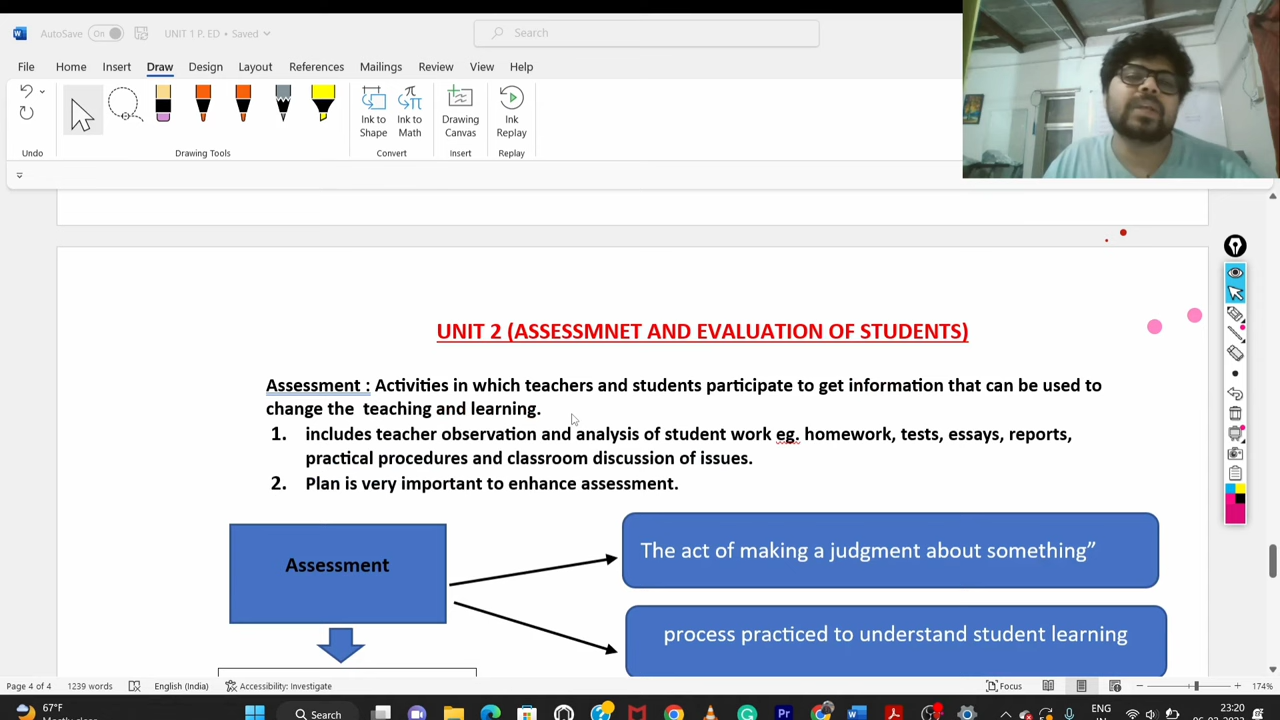 AutoSave On UNIT 1 P. ED • Saved Search
File Home Insert Draw Design Layout References Mailings Review View Help
Ink to Shape
Ink to Math
Drawing Canvas
Ink Replay
Undo Drawing Tools Convert Insert Replay
UNIT 2 (ASSESSMNET AND EVALUATION OF STUDENTS)
Assessment : Activities in which teachers and students participate to get information that can be used to
change the teaching and learning.
1. includes teacher observation and analysis of student work eg. homework, tests, essays, reports,
practical procedures and classroom discussion of issues.
2. Plan is very important to enhance assessment.
Assessment
The act of making a judgment about something”
process practiced to understand student learning
Page 4 of 4 1239 words English (India) Accessibility: Investigate Focus 174%
67°F
Search
ENG
IN
23:20